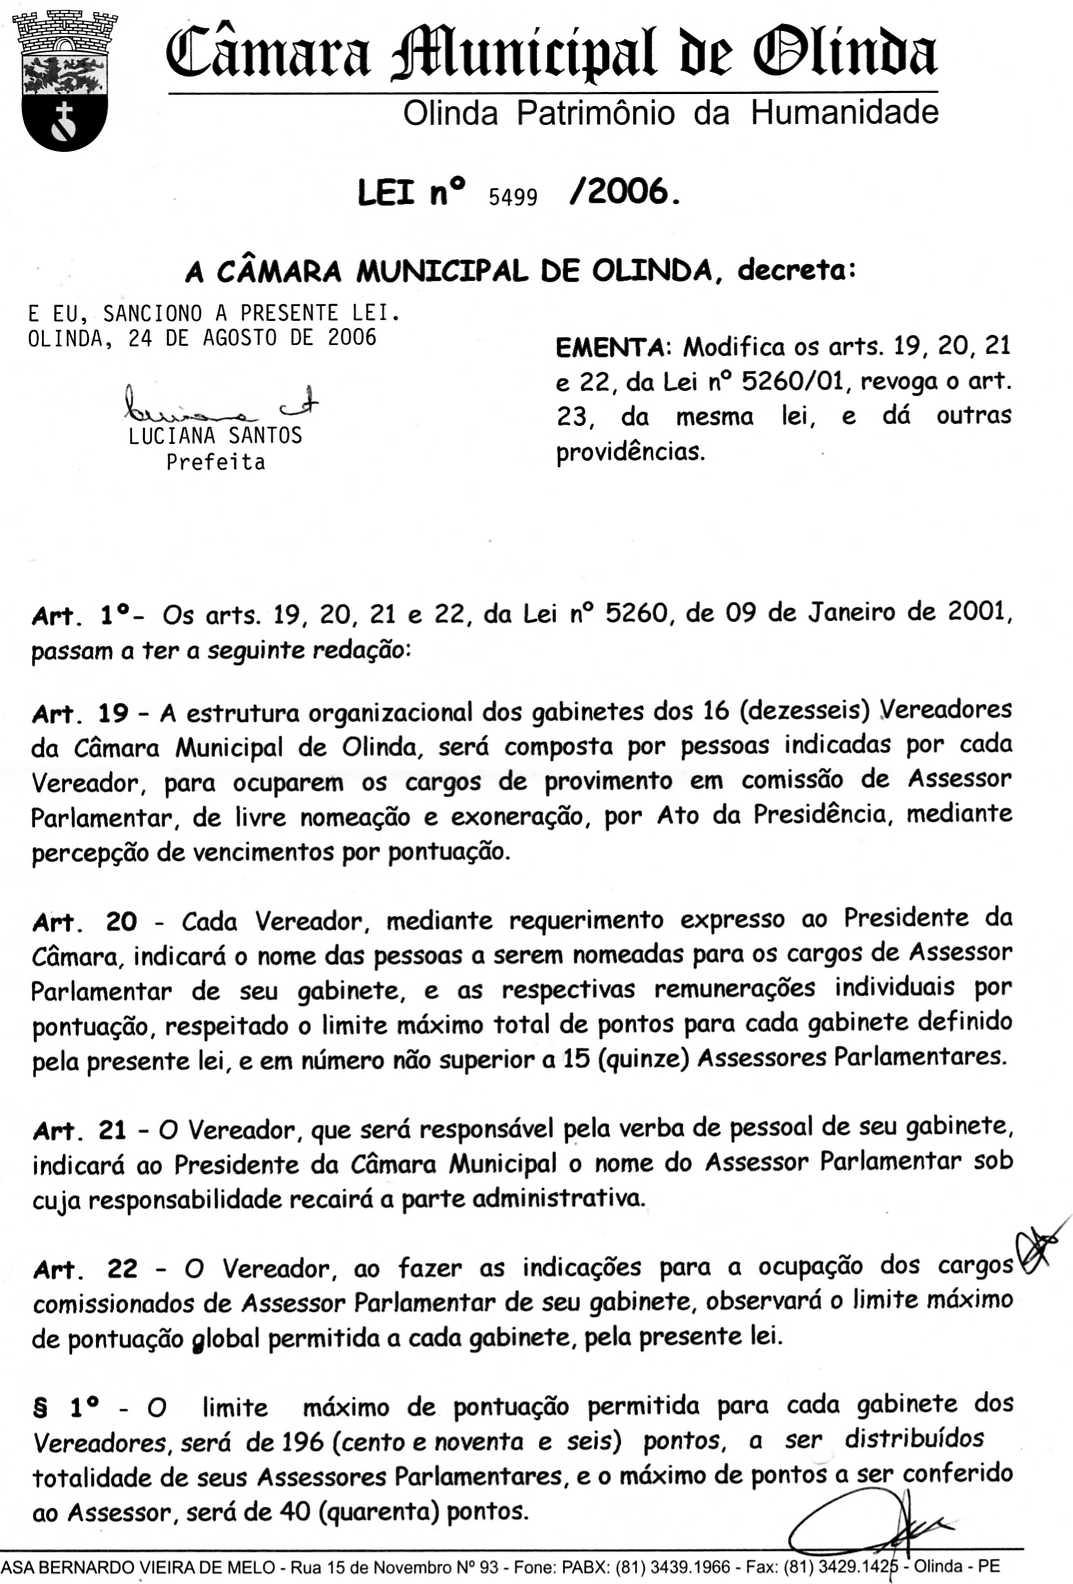 Câmara Municipal de Olinda
Olinda Patrimônio da Humanidade
LEI nº 5499 /2006.
A CÂMARA MUNICIPAL DE OLINDA, decreta:
E EU, SANCIONO A PRESENTE LEI.
OLINDA, 24 DE AGOSTO DE 2006
LUCIANA SANTOS
Prefeita
EMENTA: Modifica os arts. 19, 20, 21
e 22, da Lei nº 5260/01, revoga o art.
23, da mesma lei, e dá outras
providências.
Art. 1º- Os arts. 19, 20, 21 e 22, da Lei nº 5260, de 09 de Janeiro de 2001,
passam a ter a seguinte redação:
Art. 19 - A estrutura organizacional dos gabinetes dos 16 (dezesseis) Vereadores
da Câmara Municipal de Olinda, será composta por pessoas indicadas por cada
Vereador, para ocuparem os cargos de provimento em comissão de Assessor
Parlamentar, de livre nomeação e exoneração, por Ato da Presidência, mediante
percepção de vencimentos por pontuação.
Art. 20 - Cada Vereador, mediante requerimento expresso ao Presidente da
Câmara, indicará o nome das pessoas a serem nomeadas para os cargos de Assessor
Parlamentar de seu gabinete, e as respectivas remunerações individuais por
pontuação, respeitado o limite máximo total de pontos para cada gabinete definido
pela presente lei, e em número não superior a 15 (quinze) Assessores Parlamentares.
Art. 21 - O Vereador, que será responsável pela verba de pessoal de seu gabinete,
indicará ao Presidente da Câmara Municipal o nome do Assessor Parlamentar sob
cuja responsabilidade recairá a parte administrativa.
Art. 22 - O Vereador, ao fazer as indicações para a ocupação dos cargos
comissionados de Assessor Parlamentar de seu gabinete, observará o limite máximo
de pontuação global permitida a cada gabinete, pela presente lei.
§ 1º - O limite máximo de pontuação permitida para cada gabinete dos
Vereadores, será de 196 (cento e noventa e seis) pontos, a ser distribuídos
totalidade de seus Assessores Parlamentares, e o máximo de pontos a ser conferido
ao Assessor, será de 40 (quarenta) pontos.
ASA BERNARDO VIEIRA DE MELO - Rua 15 de Novembro Nº 93 - Fone: PABX: (81) 3439.1966 - Fax: (81) 3429.1425 - Olinda - PE